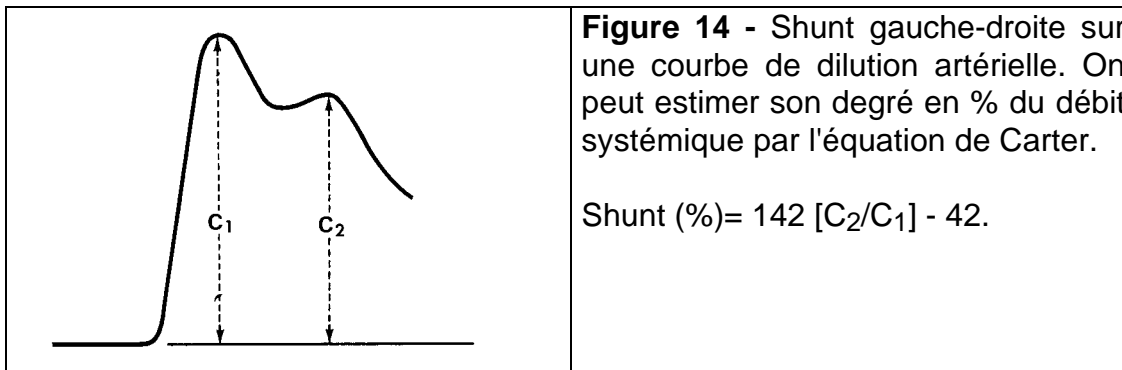 C₁
C₂
Figure 14 - Shunt gauche-droite sur
une courbe de dilution artérielle. On
peut estimer son degré en % du débit
systémique par l'équation de Carter.
Shunt (%)= 142 [C₂/C₁] - 42.